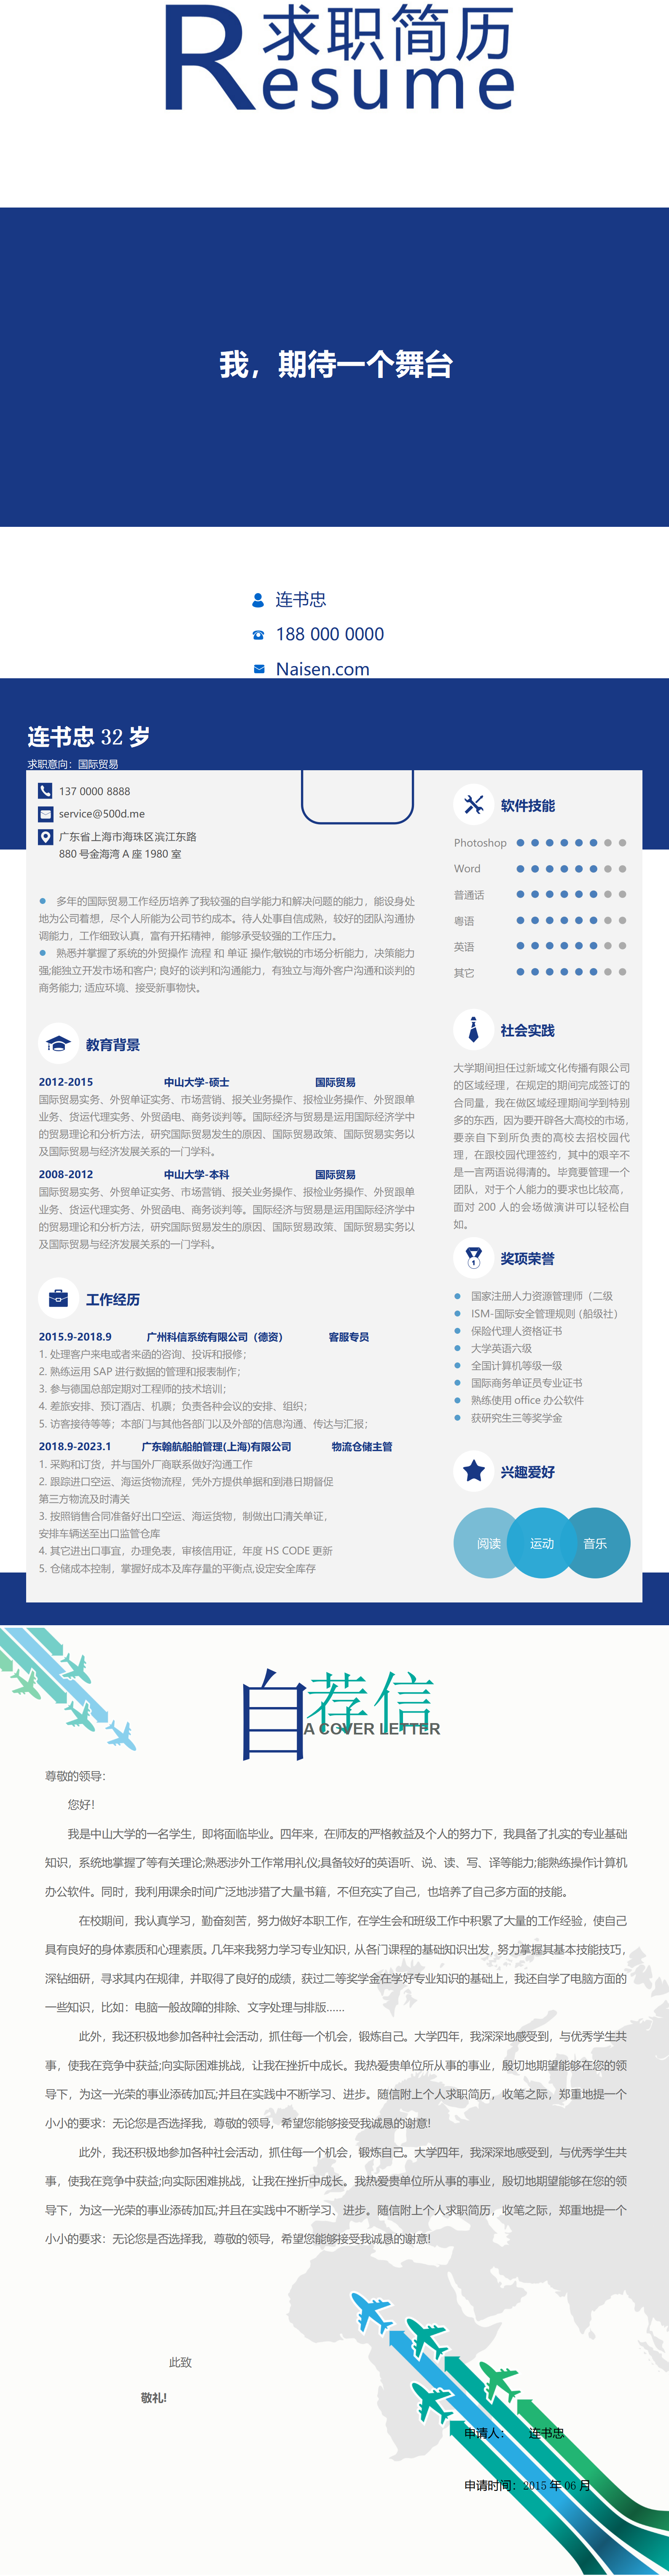 求职简历
Resume
我，期待一个舞台
连书忠
188 000 0000
Naisen.com
连书忠 32 岁
求职意向：国际贸易
137 0000 8888
service@500d.me
广东省上海市海珠区滨江东路
880 号金海湾 A 座 1980 室
多年的国际贸易工作经历培养了我较强的自学能力和解决问题的能力，能设身处
地为公司着想，尽个人所能为公司节约成本。待人处事自信成熟，较好的团队沟通协
调能力，工作细致认真，富有开拓精神，能够承受较强的工作压力。
熟悉并掌握了系统的外贸操作 流程 和 单证 操作;敏锐的市场分析能力，决策能力
强;能独立开发市场和客户; 良好的谈判和沟通能力，有独立与海外客户沟通和谈判的
商务能力; 适应环境、接受新事物快。
教育背景
2012-2015 中山大学-硕士 国际贸易
国际贸易实务、外贸单证实务、市场营销、报关业务操作、报检业务操作、外贸跟单
业务、货运代理实务、外贸函电、商务谈判等。国际经济与贸易是运用国际经济学中
的贸易理论和分析方法，研究国际贸易发生的原因、国际贸易政策、国际贸易实务以
及国际贸易与经济发展关系的一门学科。
2008-2012 中山大学-本科 国际贸易
国际贸易实务、外贸单证实务、市场营销、报关业务操作、报检业务操作、外贸跟单
业务、货运代理实务、外贸函电、商务谈判等。国际经济与贸易是运用国际经济学中
的贸易理论和分析方法，研究国际贸易发生的原因、国际贸易政策、国际贸易实务以
及国际贸易与经济发展关系的一门学科。
工作经历
2015.9-2018.9 广州科信系统有限公司（德资） 客服专员
1. 处理客户来电或者来函的咨询、投诉和报修；
2. 熟练运用 SAP 进行数据的管理和报表制作；
3. 参与德国总部定期对工程师的技术培训；
4. 差旅安排、预订酒店、机票；负责各种会议的安排、组织；
5. 访客接待等等；本部门与其他各部门以及外部的信息沟通、传达与汇报；
2018.9-2023.1 广东翰航船舶管理(上海)有限公司 物流仓储主管
1. 采购和订货，并与国外厂商联系做好沟通工作
2. 跟踪进口空运、海运货物流程，凭外方提供单据和到港日期督促
第三方物流及时清关
3. 按照销售合同准备好出口空运、海运货物，制做出口清关单证，
安排车辆送至出口监管仓库
4. 其它进出口事宜，办理免表，审核信用证，年度 HS CODE 更新
5. 仓储成本控制，掌握好成本及库存量的平衡点,设定安全库存
软件技能
Photoshop
Word
普通话
粤语
英语
其它
社会实践
大学期间担任过新域文化传播有限公司
的区域经理，在规定的期间完成签订的
合同量，我在做区域经理期间学到特别
多的东西，因为要开辟各大高校的市场，
要亲自下到所负责的高校去招校园代
理，在跟校园代理签约，其中的艰辛不
是一言两语说得清的。毕竟要管理一个
团队，对于个人能力的要求也比较高，
面对 200 人的会场做演讲可以轻松自
如。
奖项荣誉
国家注册人力资源管理师（二级
ISM-国际安全管理规则 (船级社）
保险代理人资格证书
大学英语六级
全国计算机等级一级
国际商务单证员专业证书
熟练使用 office 办公软件
获研究生三等奖学金
兴趣爱好
阅读 运动 音乐
自荐信
A COVER LETTER
尊敬的领导：
您好！
我是中山大学的一名学生，即将面临毕业。四年来，在师友的严格教益及个人的努力下，我具备了扎实的专业基础
知识，系统地掌握了等有关理论;熟悉涉外工作常用礼仪;具备较好的英语听、说、读、写、译等能力;能熟练操作计算机
办公软件。同时，我利用课余时间广泛地涉猎了大量书籍，不但充实了自己，也培养了自己多方面的技能。
在校期间，我认真学习，勤奋刻苦，努力做好本职工作，在学生会和班级工作中积累了大量的工作经验，使自己
具有良好的身体素质和心理素质。几年来我努力学习专业知识，从各门课程的基础知识出发，努力掌握其基本技能技巧，
深钻细研，寻求其内在规律，并取得了良好的成绩，获过二等奖学金在学好专业知识的基础上，我还自学了电脑方面的
一些知识，比如：电脑一般故障的排除、文字处理与排版……
此外，我还积极地参加各种社会活动，抓住每一个机会，锻炼自己。大学四年，我深深地感受到，与优秀学生共
事，使我在竞争中获益;向实际困难挑战，让我在挫折中成长。我热爱贵单位所从事的事业，殷切地期望能够在您的领
导下，为这一光荣的事业添砖加瓦;并且在实践中不断学习、进步。随信附上个人求职简历，收笔之际，郑重地提一个
小小的要求：无论您是否选择我，尊敬的领导，希望您能够接受我诚恳的谢意!
此外，我还积极地参加各种社会活动，抓住每一个机会，锻炼自己。大学四年，我深深地感受到，与优秀学生共
事，使我在竞争中获益;向实际困难挑战，让我在挫折中成长。我热爱贵单位所从事的事业，殷切地期望能够在您的领
导下，为这一光荣的事业添砖加瓦;并且在实践中不断学习、进步。随信附上个人求职简历，收笔之际，郑重地提一个
小小的要求：无论您是否选择我，尊敬的领导，希望您能够接受我诚恳的谢意!
此致
敬礼!
申请人： 连书忠
申请时间：2015 年 06 月